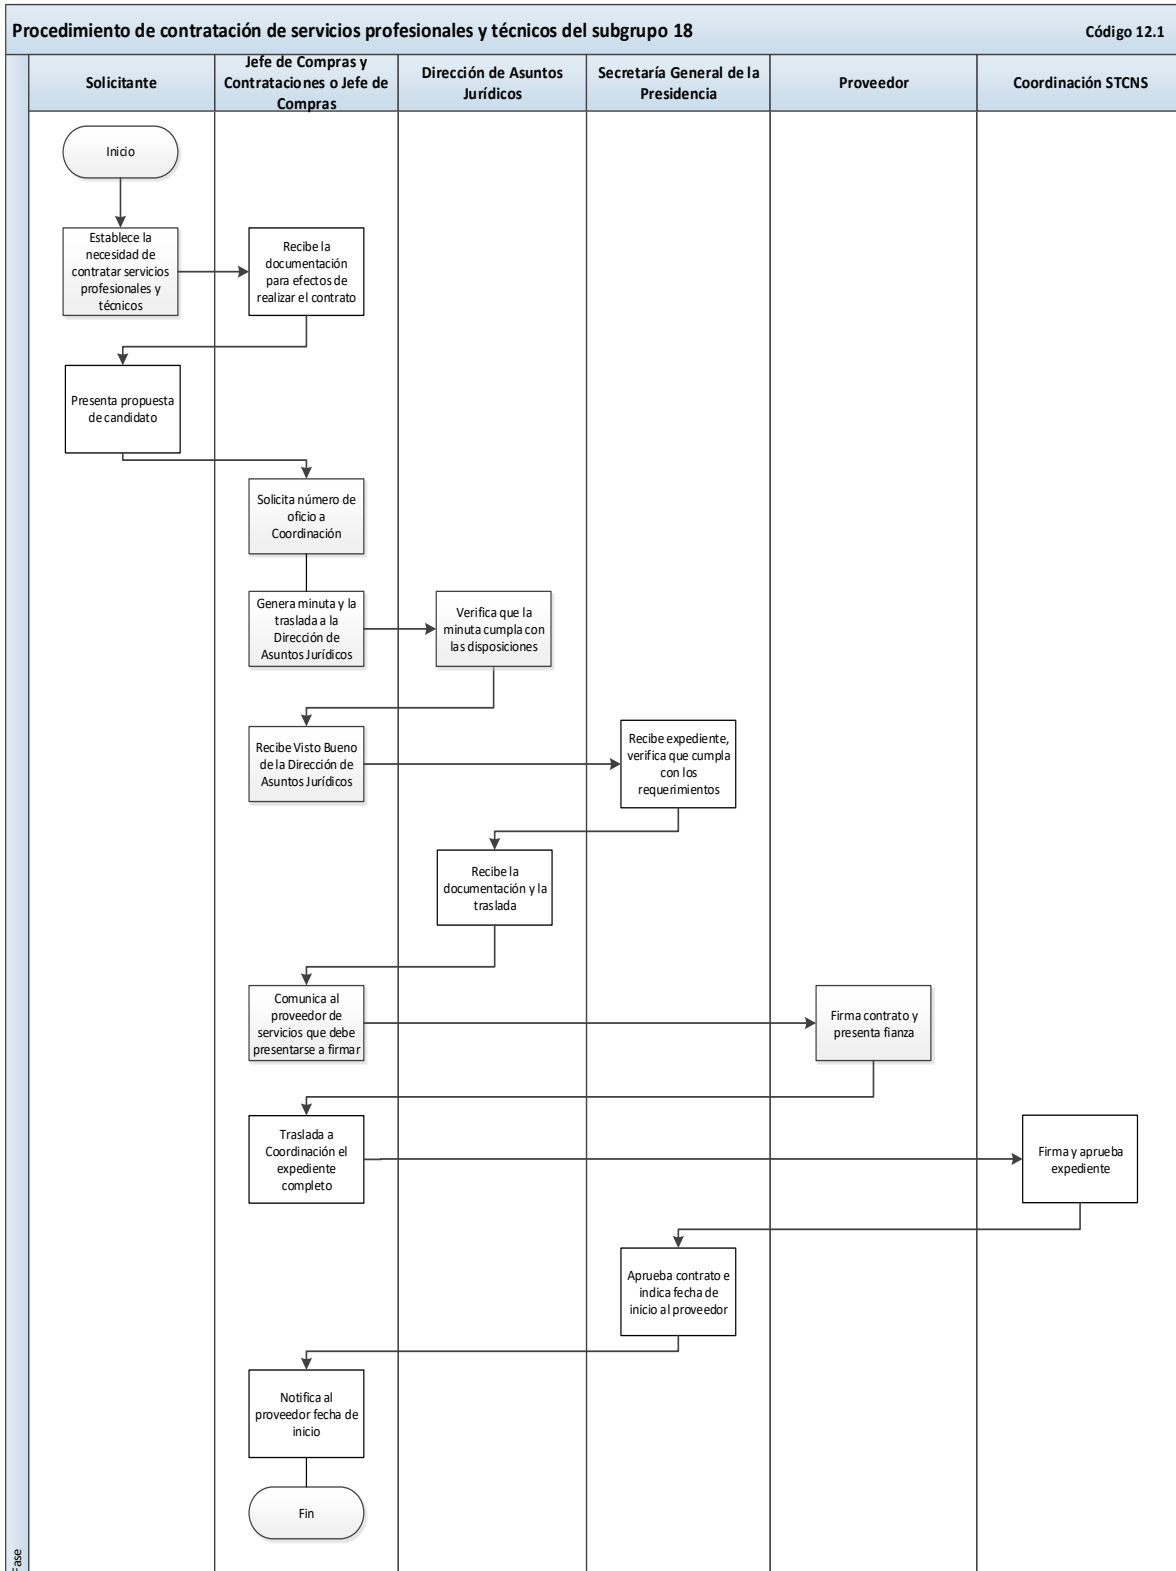 Procedimiento de contratación de servicios profesionales y técnicos del subgrupo 18
Código 12.1
Solicitante
Jefe de Compras y
Contrataciones o Jefe de
Compras
Dirección de Asuntos
Jurídicos
Secretaría General de la
Presidencia
Proveedor
Coordinación STCNS
Inicio
Establece la
necesidad de
contratar servicios
profesionales y
técnicos
Recibe la
documentación
para efectos de
realizar el contrato
Presenta propuesta
de candidato
Solicita número de
oficio a
Coordinación
Genera minuta y la
traslada a la
Dirección de
Asuntos Jurídicos
Verifica que la
minuta cumpla con
las disposiciones
Recibe Visto Bueno
de la Dirección de
Asuntos Jurídicos
Recibe expediente,
verifica que cumpla
con los
requerimientos
Recibe la
documentación y la
traslada
Comunica al
proveedor de
servicios que debe
presentarse a firmar
Firma contrato y
presenta fianza
Traslada a
Coordinación el
expediente
completo
Firma y aprueba
expediente
Aprueba contrato e
indica fecha de
inicio al proveedor
Notifica al
proveedor fecha de
inicio
Fin
Fase